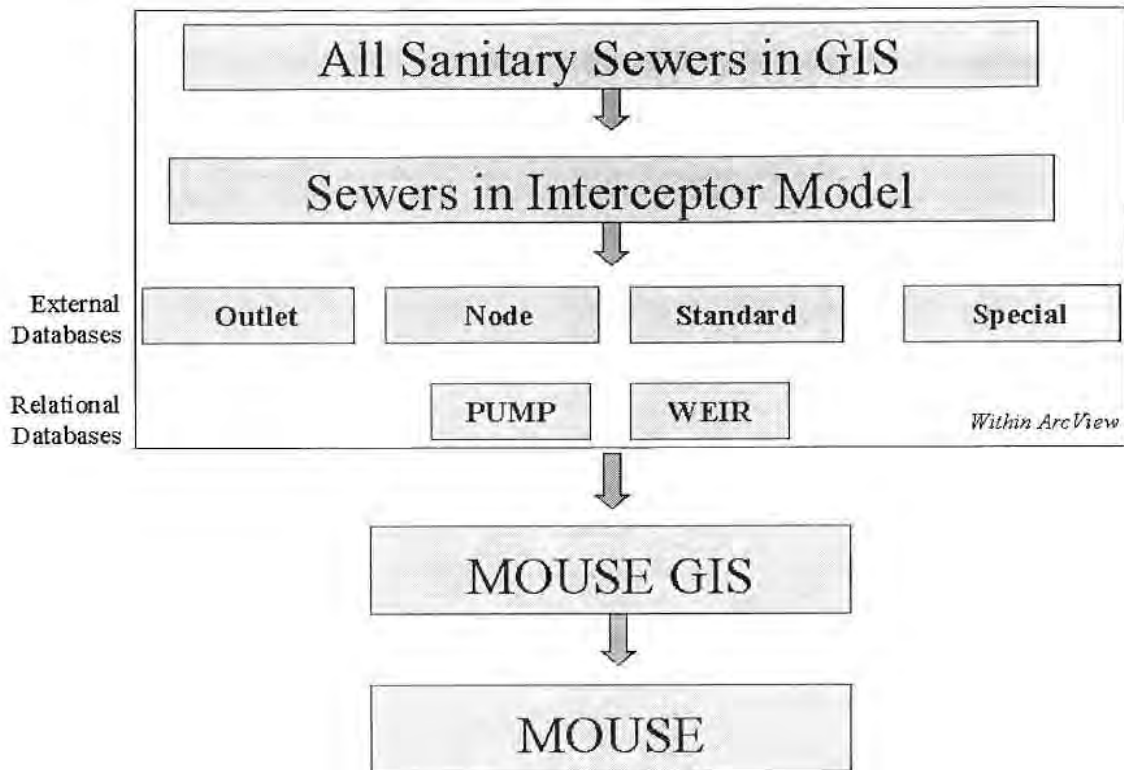 All Sanitary Sewers in GIS
Sewers in Interceptor Model
External
Databases
Outlet
Node
Standard
Special
Relational
Databases
PUMP
WEIR
Within ArcView
MOUSE GIS
MOUSE